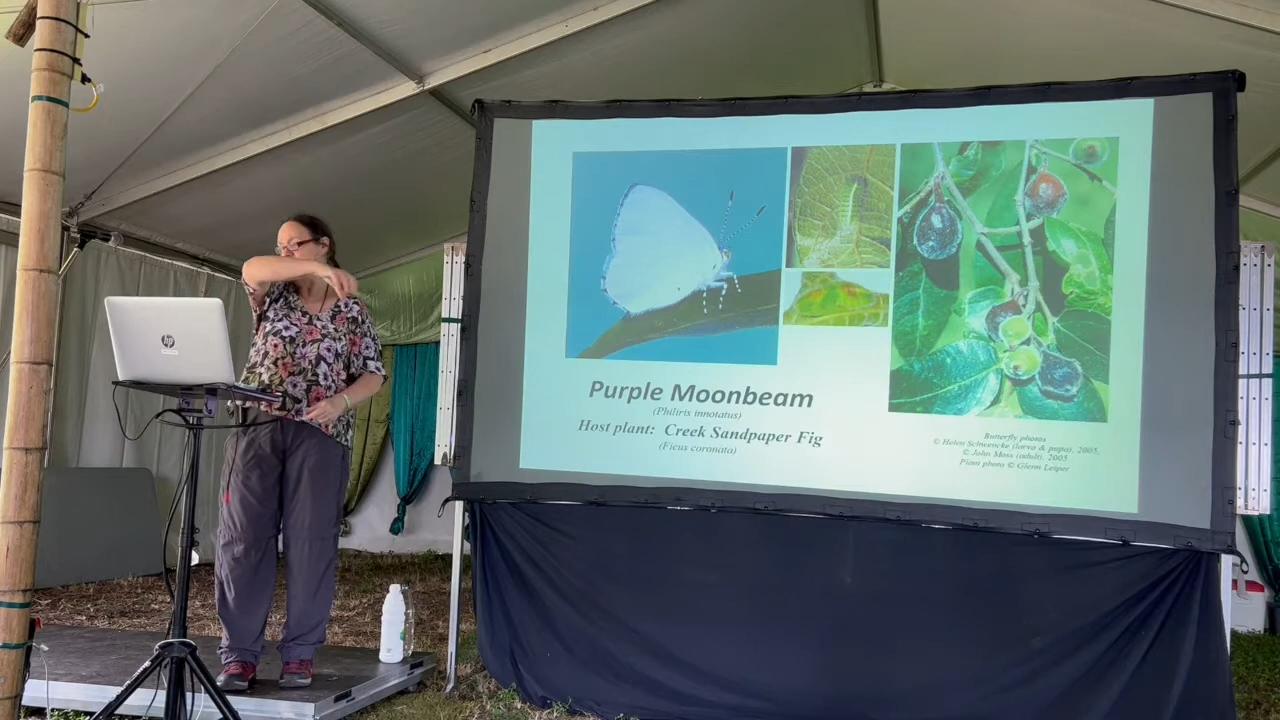 hp
Purple Moonbeam
(Philiris innotatus)
Host plant: Creek Sandpaper Fig
(Ficus coronata)
Butterfly photos
© Helen Schwencke (larva & pupa), 2005,
© John Moss (adult), 2005
Plant photo © Glenn Leiper